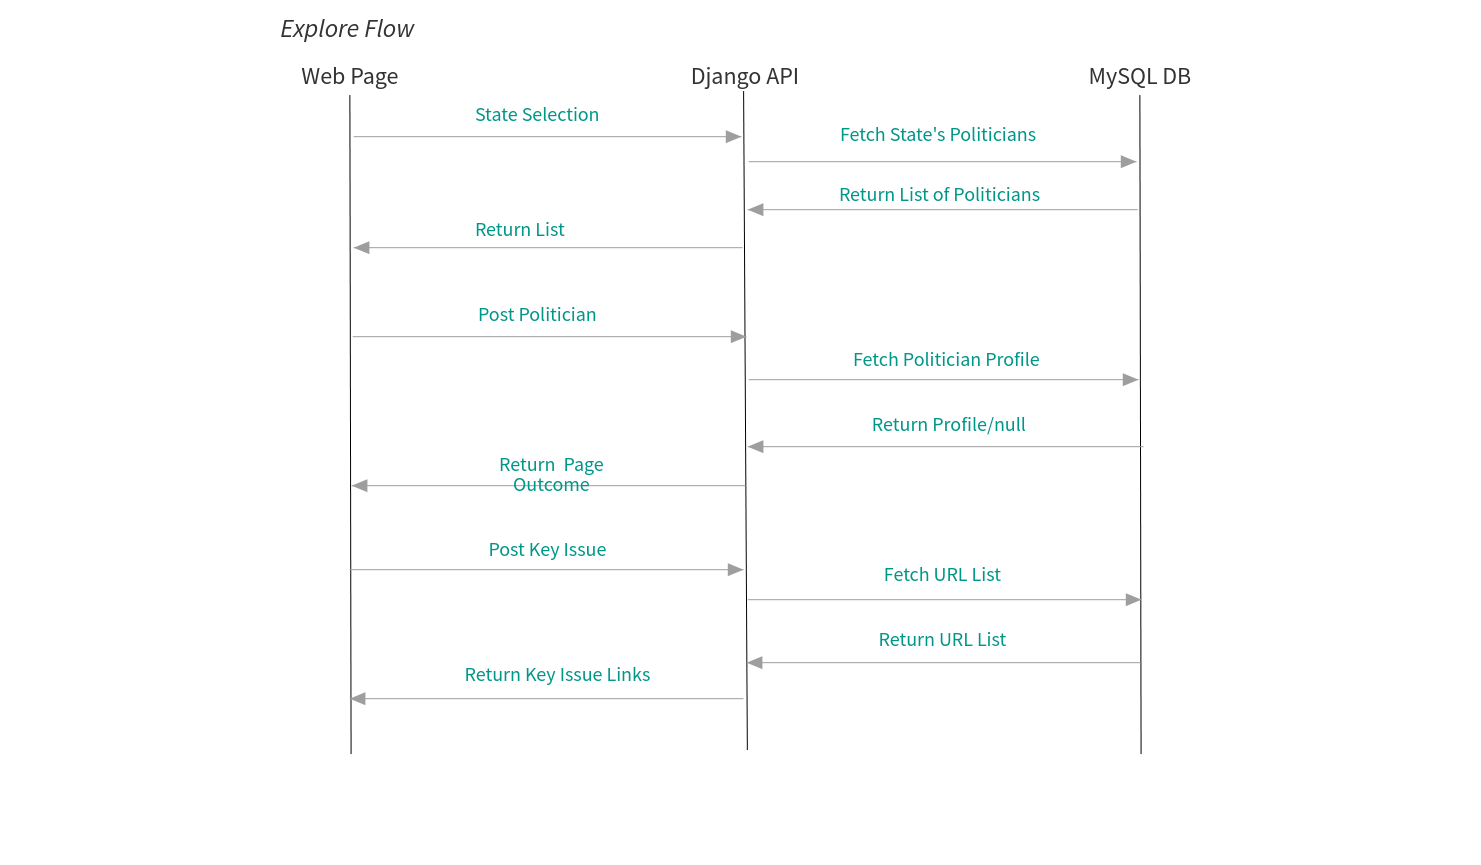 Explore Flow
Web Page
Django API
MySQL DB
State Selection
Fetch State's Politicians
Return List of Politicians
Return List
Post Politician
Fetch Politician Profile
Return Profile/null
Return  Page
Outcome
Post Key Issue
Fetch URL List
Return URL List
Return Key Issue Links